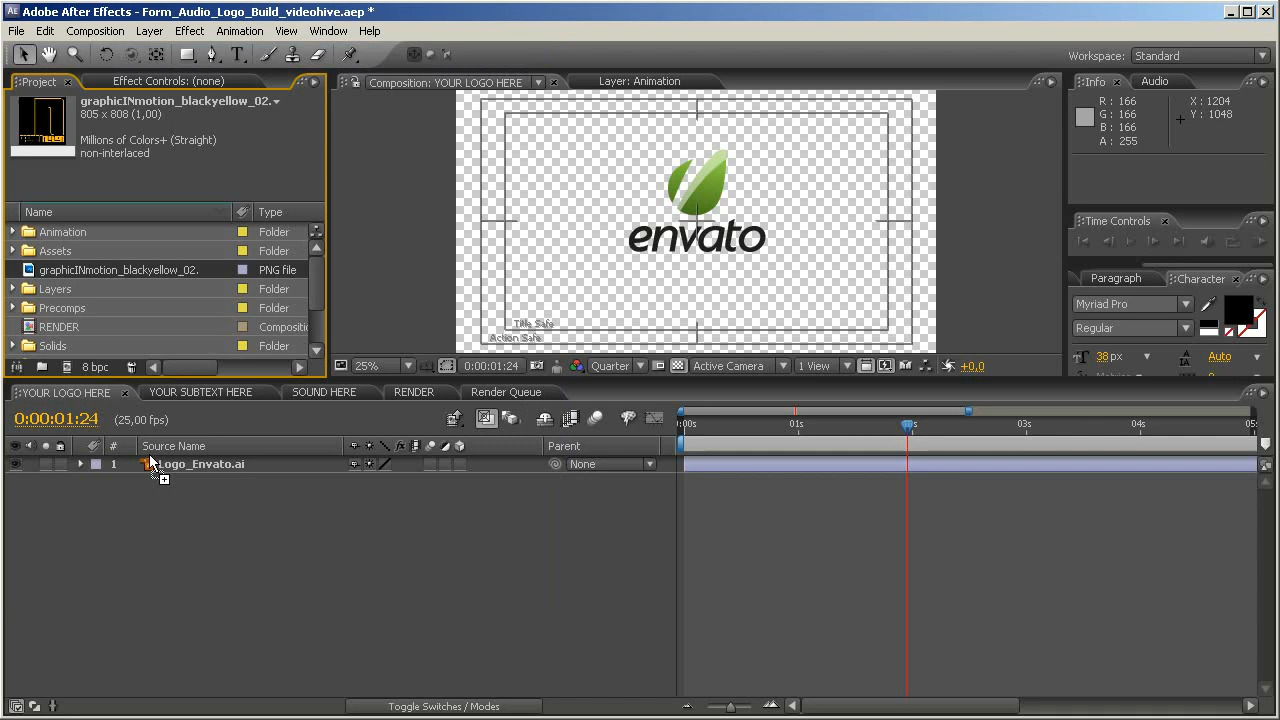 Adobe After Effects - Form_Audio_Logo_Build_videohive.aep *
File Edit Composition Layer Effect Animation View Window Help
Workspace: Standard
Project Effect Controls: (none)
graphicINmotion_blackyellow_02.
805 x 808 (1,00)
Millions of Colors+ (Straight)
non-interlaced
Name Type
Animation Folder
Assets Folder
graphicINmotion_blackyellow_02. PNG file
Layers Folder
Precomps Folder
RENDER Compositi
Solids Folder
8 bpc
Composition: YOUR LOGO HERE Layer: Animation
envato
Title Safe
Action Safe
25% 0:00:01:24 Quarter Active Camera 1 View +0,0
Info Audio
R : 166 X : 1204
G : 166 Y : 1048
B : 166
A : 255
Time Controls
Paragraph Character
Myriad Pro
Regular
38 px Auto
YOUR LOGO HERE YOUR SUBTEXT HERE SOUND HERE RENDER Render Queue
0:00:01:24 (25,00 fps)
:00s 01s 03s 04s
# Source Name Parent
1 Logo_Envato.ai None
Toggle Switches / Modes